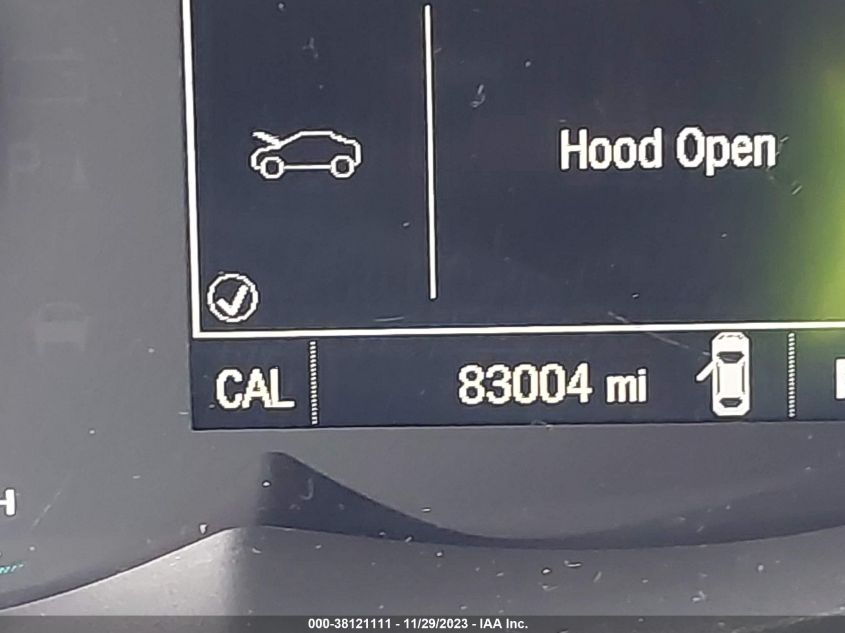 Hood Open
CAL
83004 mi
H
000-38121111 - 11/29/2023 - IAA Inc.